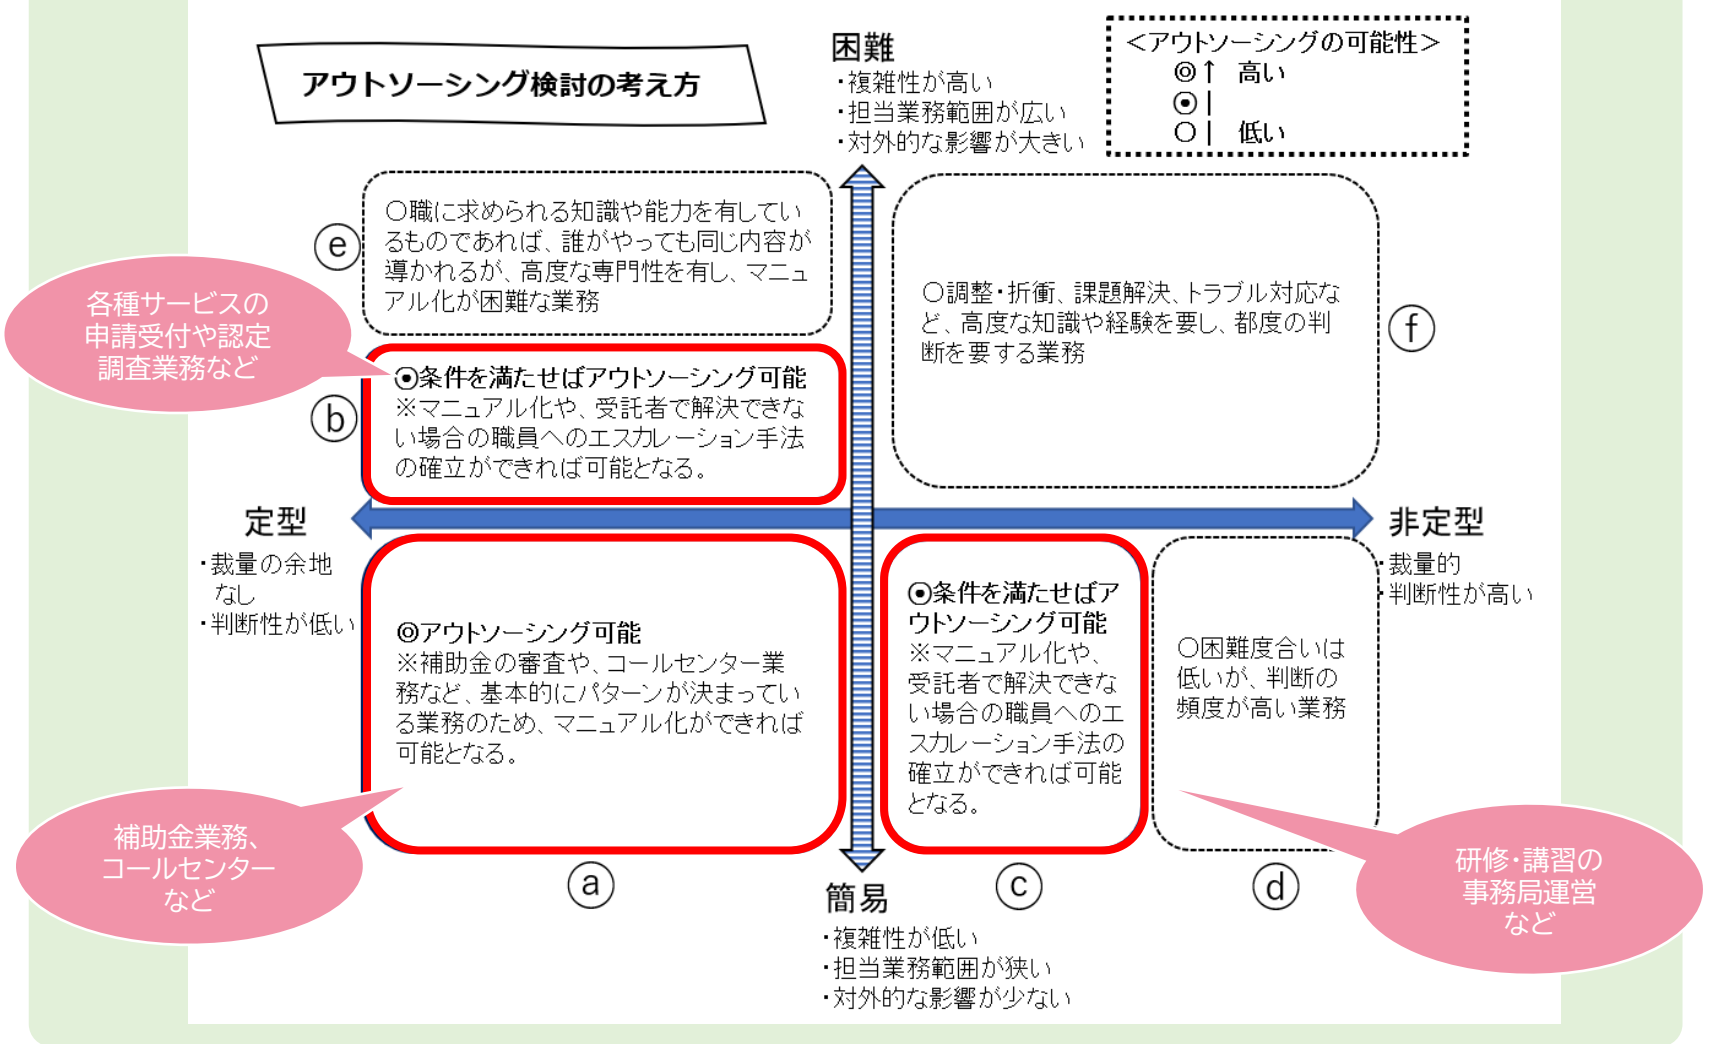 アウトソーシング検討の考え方
困難
・複雑性が高い
・担当業務範囲が広い
・対外的な影響が大きい
＜アウトソーシングの可能性＞
◎↑ 高い
⦿|
○| 低い
ⓔ
○職に求められる知識や能力を有してい
るものであれば、誰がやっても同じ内容が
導かれるが、高度な専門性を有し、マニュ
アル化が困難な業務
ⓕ
○調整・折衝、課題解決、トラブル対応な
ど、高度な知識や経験を要し、都度の判
断を要する業務
各種サービスの
申請受付や認定
調査業務など
ⓑ
⦿条件を満たせばアウトソーシング可能
※マニュアル化や、受託者で解決できな
い場合の職員へのエスカレーション手法
の確立ができれば可能となる。
定型
・裁量の余地
なし
・判断性が低い
非定型
・裁量的
・判断性が高い
◎アウトソーシング可能
※補助金の審査や、コールセンター業
務など、基本的にパターンが決まってい
る業務のため、マニュアル化ができれば
可能となる。
⦿条件を満たせばア
ウトソーシング可能
※マニュアル化や、
受託者で解決できな
い場合の職員へのエ
スカレーション手法の
確立ができれば可能
となる。
○困難度合いは
低いが、判断の
頻度が高い業務
補助金業務、
コールセンター
など
研修・講習の
事務局運営
など
ⓐ
ⓒ
ⓓ
簡易
・複雑性が低い
・担当業務範囲が狭い
・対外的な影響が少ない